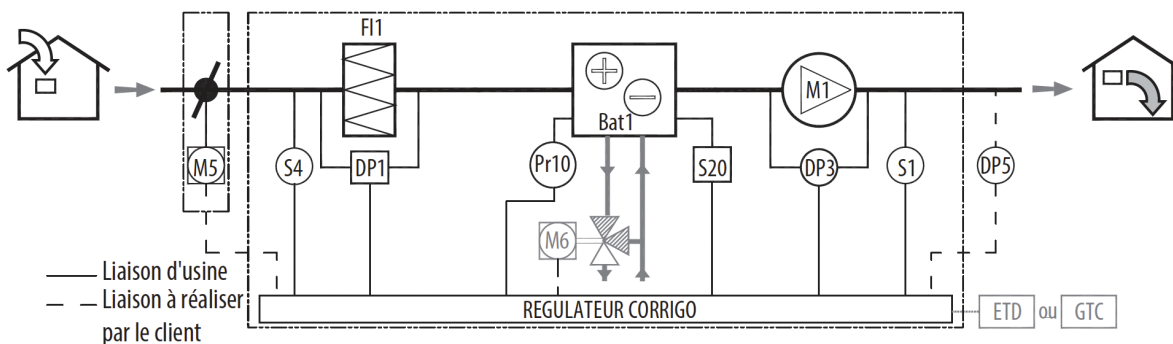 FI1
Bat1
M1
M5
S4
DP1
Pr10
S20
DP3
S1
DP5
M6
Liaison d'usine
Liaison à réaliser
par le client
REGULATEUR CORRIGO
ETD ou GTC